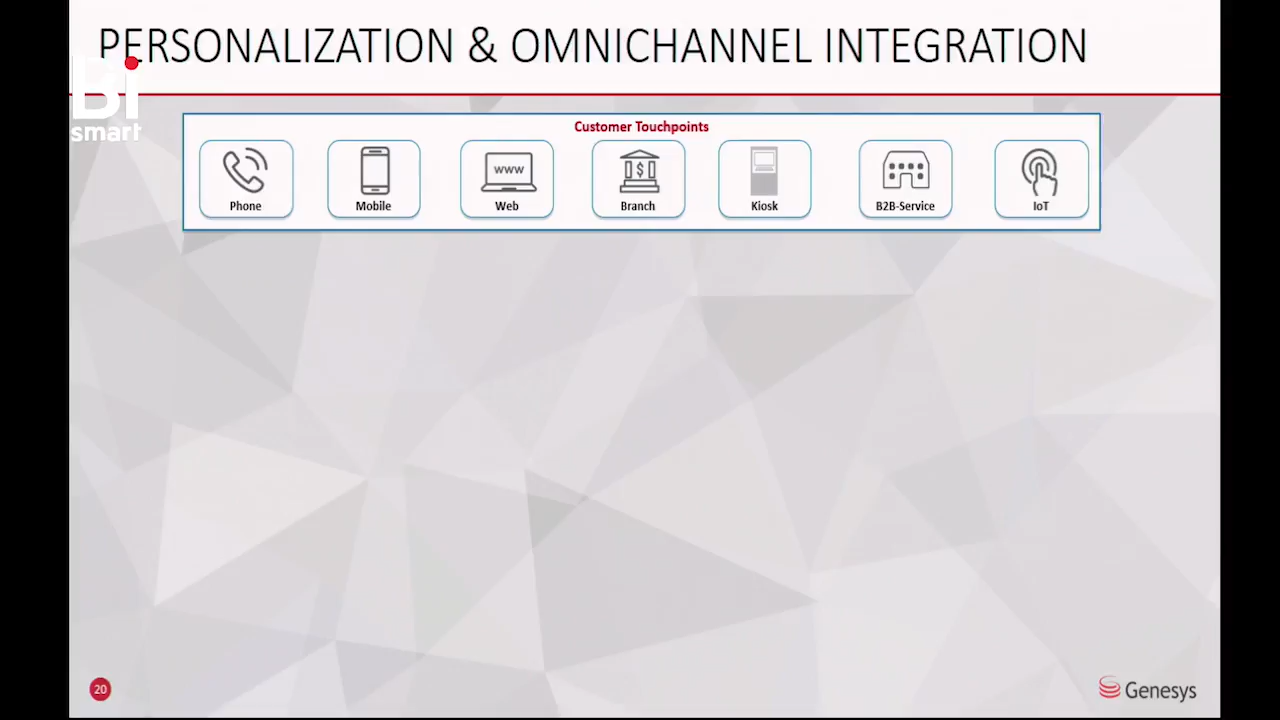 PERSONALIZATION & OMNICHANNEL INTEGRATION
Bi
smart
Customer Touchpoints
WWW
$
Phone
Mobile
Web
Branch
Kiosk
B2B-Service
IoT
20
Genesys